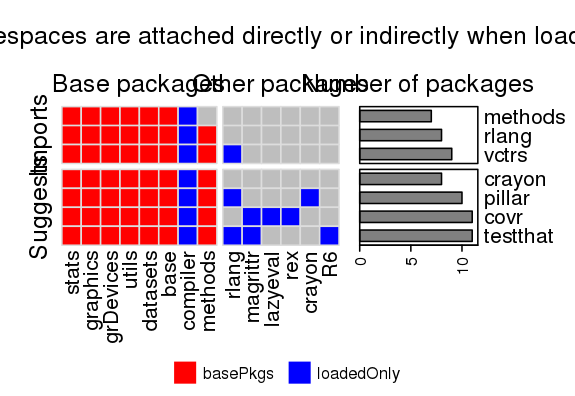 espaces are attached directly or indirectly when load
Base packages
Other packages
Number of packages
Imports
Suggests
methods
rlang
vctrs
crayon
pillar
covr
testthat
0
5
10
stats
graphics
grDevices
utils
datasets
base
compiler
methods
rlang
magrittr
lazyeval
rex
crayon
R6
basePkgs
loadedOnly